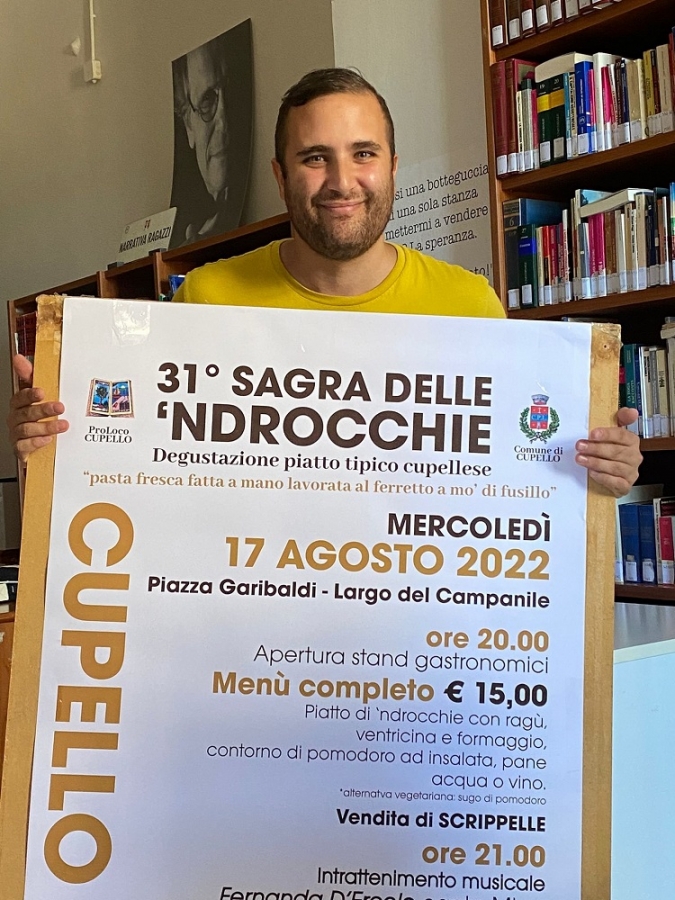 si una botteguccia
una sola stanza
mettermi a vendere
La speranza.
NARRATIVA RAGAZZI
31° SAGRA DELLE
'NDROCCHIE
ProLoco
CUPELLO
Comune di
CUPELLO
Degustazione piatto tipico cupellese
“pasta fresca fatta a mano lavorata al ferretto a mo' di fusillo”
CUPELLO
MERCOLEDÌ
17 AGOSTO 2022
Piazza Garibaldi - Largo del Campanile
ore 20.00
Apertura stand gastronomici
Menù completo € 15,00
Piatto di 'ndrocchie con ragù,
ventricina e formaggio,
contorno di pomodoro ad insalata, pane
acqua o vino.
*alternatva vegetariana: sugo di pomodoro
Vendita di SCRIPPELLE
ore 21.00
Intrattenimento musicale
Fernanda D'Ercole